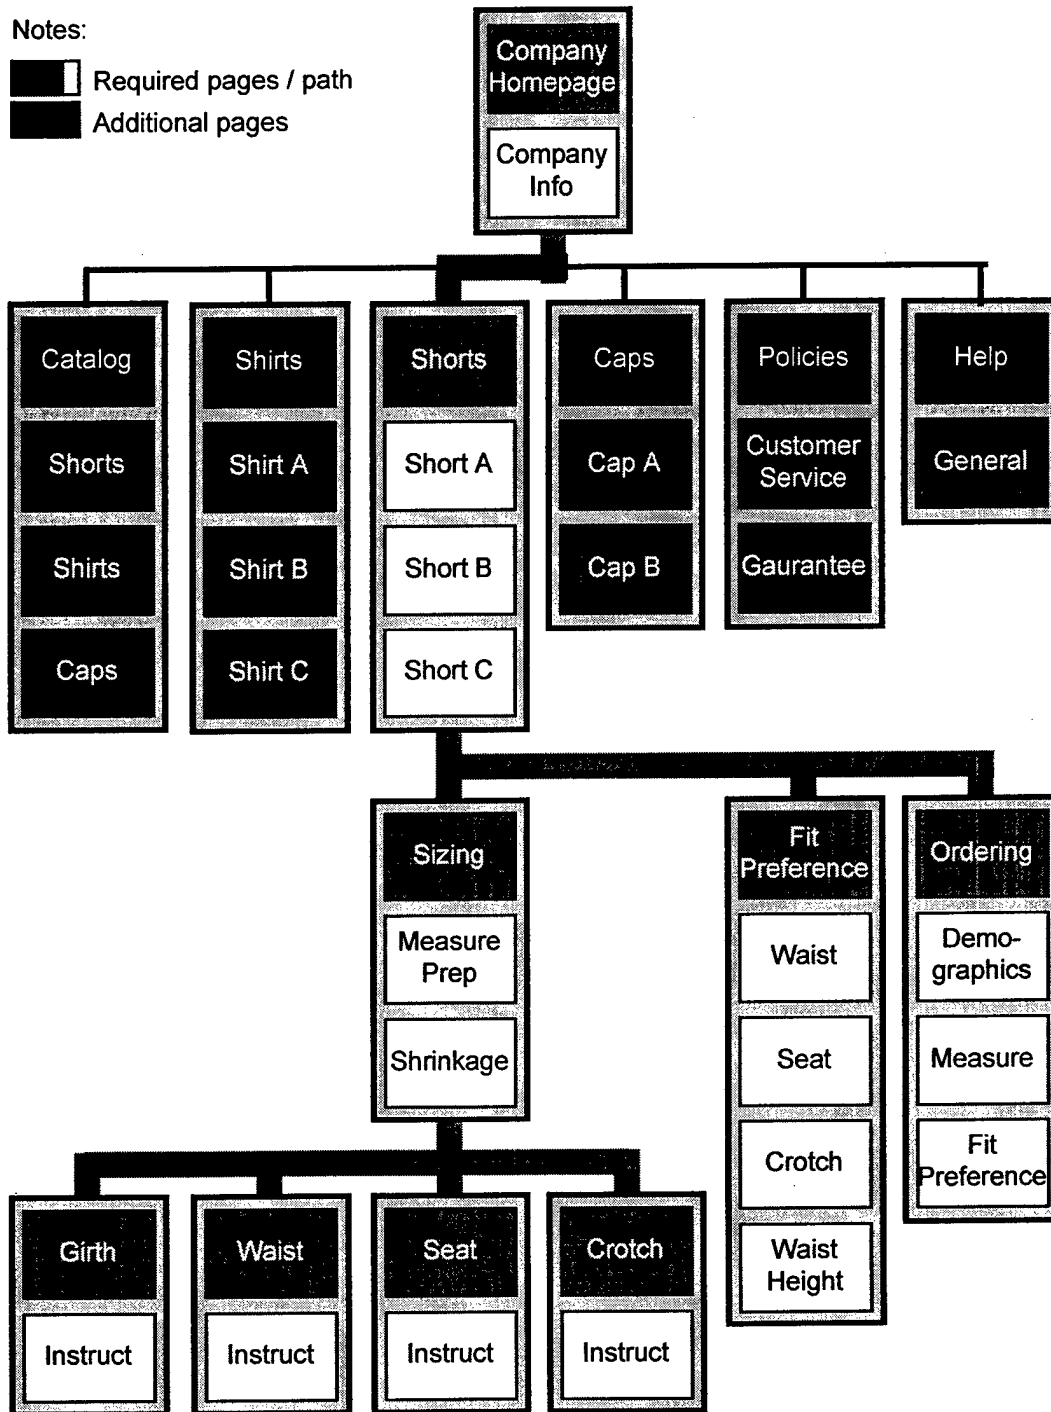 Notes:
Required pages / path
Additional pages
Company
Homepage
Company
Info
Catalog
Shorts
Shirts
Caps
Shirts
Shirt A
Shirt B
Shirt C
Shorts
Short A
Short B
Short C
Caps
Cap A
Cap B
Policies
Customer
Service
Gaurantee
Help
General
Sizing
Measure
Prep
Shrinkage
Fit
Preference
Waist
Seat
Crotch
Waist
Height
Ordering
Demo-
graphics
Measure
Fit
Preference
Girth
Instruct
Waist
Instruct
Seat
Instruct
Crotch
Instruct